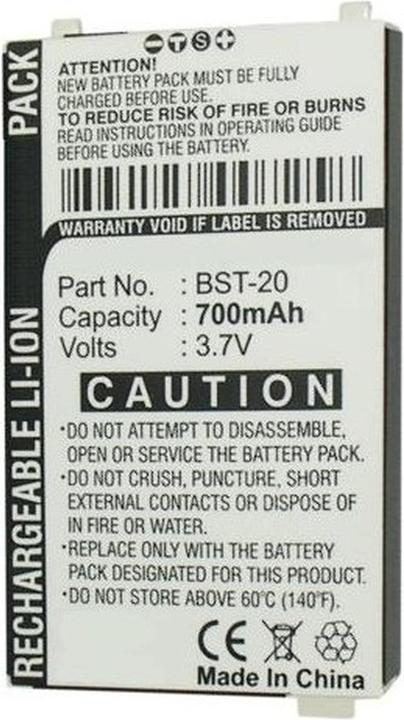 - T S +
ATTENTION!
NEW BATTERY PACK MUST BE FULLY
CHARGED BEFORE USE.
TO REDUCE RISK OF FIRE OR BURNS
READ INSTRUCTIONS IN OPERATING GUIDE
BEFORE USING THE BATTERY.
WARRANTY VOID IF LABEL IS REMOVED
Part No. : BST-20
Capacity : 700mAh
Volts : 3.7V
CAUTION
•DO NOT ATTEMPT TO DISASSEMBLE,
OPEN OR SERVICE THE BATTERY PACK.
•DO NOT CRUSH, PUNCTURE, SHORT
EXTERNAL CONTACTS OR DISPOSE OF
IN FIRE OR WATER.
•REPLACE ONLY WITH THE BATTERY
PACK DESIGNATED FOR THIS PRODUCT.
•DO NOT STORE ABOVE 60°C (140°F).
CE
Made In China
RECHARGEABLE LI-ION PACK